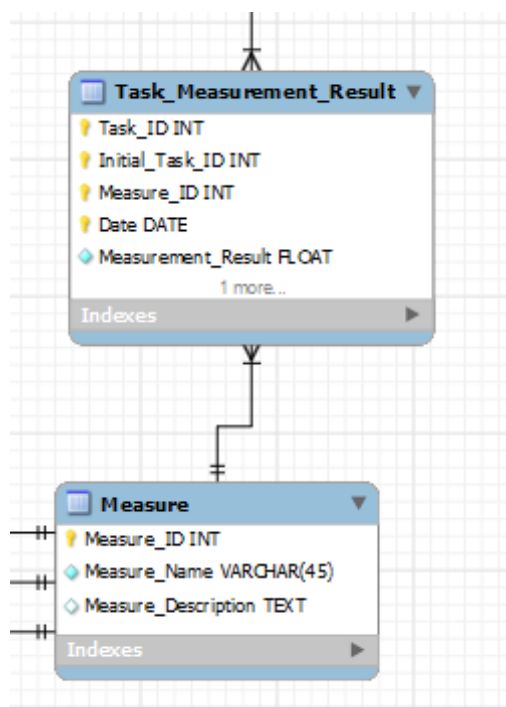 Task_Measurement_Result
Task_ID INT
Initial_Task_ID INT
Measure_ID INT
Date DATE
Measurement_Result FLOAT
1 more...
Indexes
Measure
Measure_ID INT
Measure_Name VARCHAR(45)
Measure_Description TEXT
Indexes